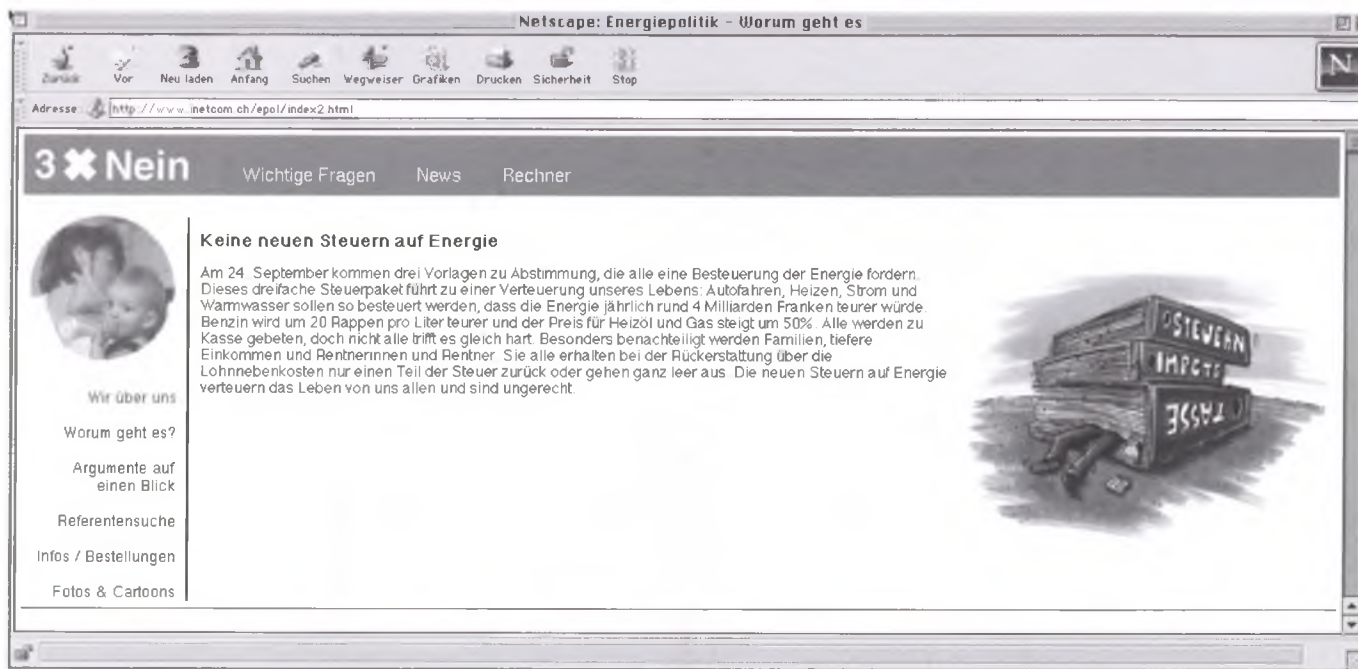 Netscape: Energiepolitik - Worum geht es
Zurück Vor Neu laden Anfang Suchen Wegweiser Grafiken Drucken Sicherheit Stop
N
Adresse http://www.inetcom.ch/epol/index2.html
3 ✖ Nein Wichtige Fragen News Rechner
Keine neuen Steuern auf Energie
Am 24. September kommen drei Vorlagen zu Abstimmung, die alle eine Besteuerung der Energie fordern.
Dieses dreifache Steuerpaket führt zu einer Verteuerung unseres Lebens: Autofahren, Heizen, Strom und
Warmwasser sollen so besteuert werden, dass die Energie jährlich rund 4 Milliarden Franken teurer würde.
Benzin wird um 20 Rappen pro Liter teurer und der Preis für Heizöl und Gas steigt um 50%. Alle werden zu
Kasse gebeten, doch nicht alle trifft es gleich hart. Besonders benachteiligt werden Familien, tiefere
Einkommen und Rentnerinnen und Rentner. Sie alle erhalten bei der Rückerstattung über die
Lohnnebenkosten nur einen Teil der Steuer zurück oder gehen ganz leer aus. Die neuen Steuern auf Energie
verteuern das Leben von uns allen und sind ungerecht.
Wir über uns
Worum geht es?
Argumente auf
einen Blick
Referentensuche
Infos / Bestellungen
Fotos & Cartoons
IMPOTS
TASSE